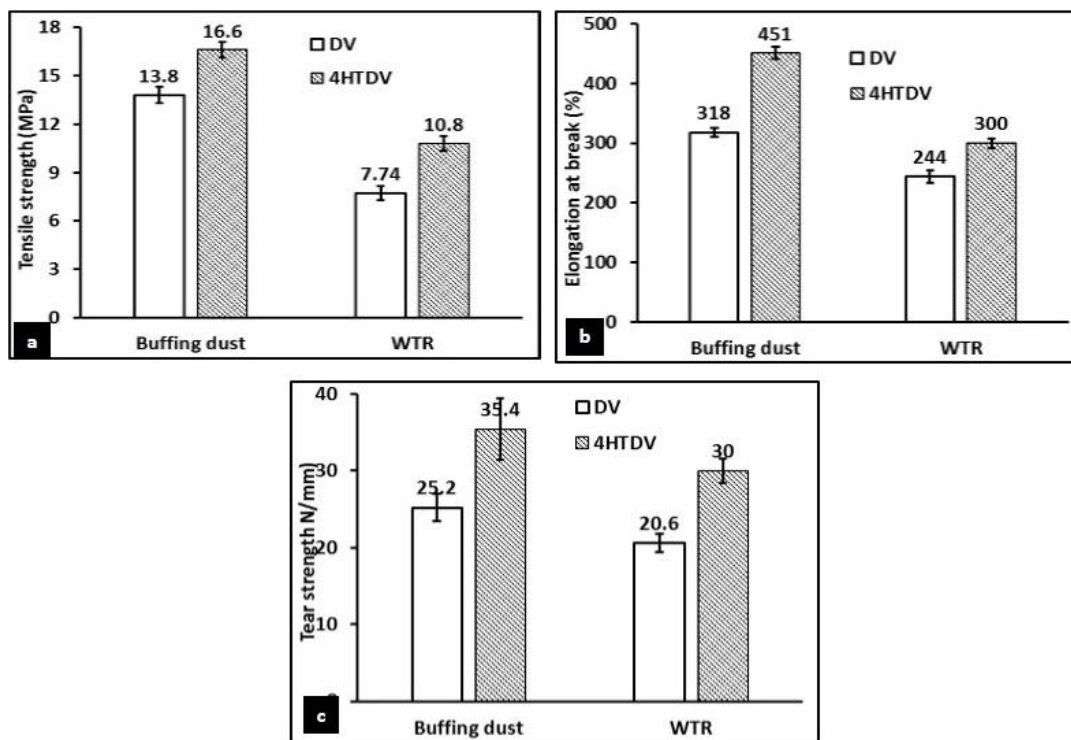 Tensile strength (MPa)
18
15
12
9
6
3
0
13.8
16.6
7.74
10.8
DV
4HTDV
Buffing dust
WTR
a
Elongation at break (%)
500
400
300
200
100
0
318
451
244
300
DV
4HTDV
Buffing dust
WTR
b
Tear strength N/mm)
40
30
20
10
25.2
35.4
20.6
30
DV
4HTDV
Buffing dust
WTR
c